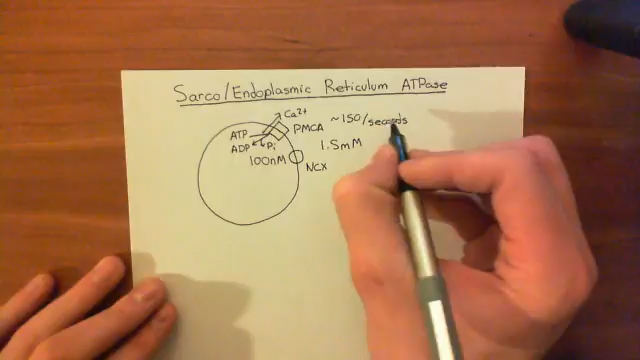 Sarco/Endoplasmic Reticulum ATPase
Ca²⁺
ATP
PMCA ~150/seconds
ADP Pi
1.5mM
100nM
NCX